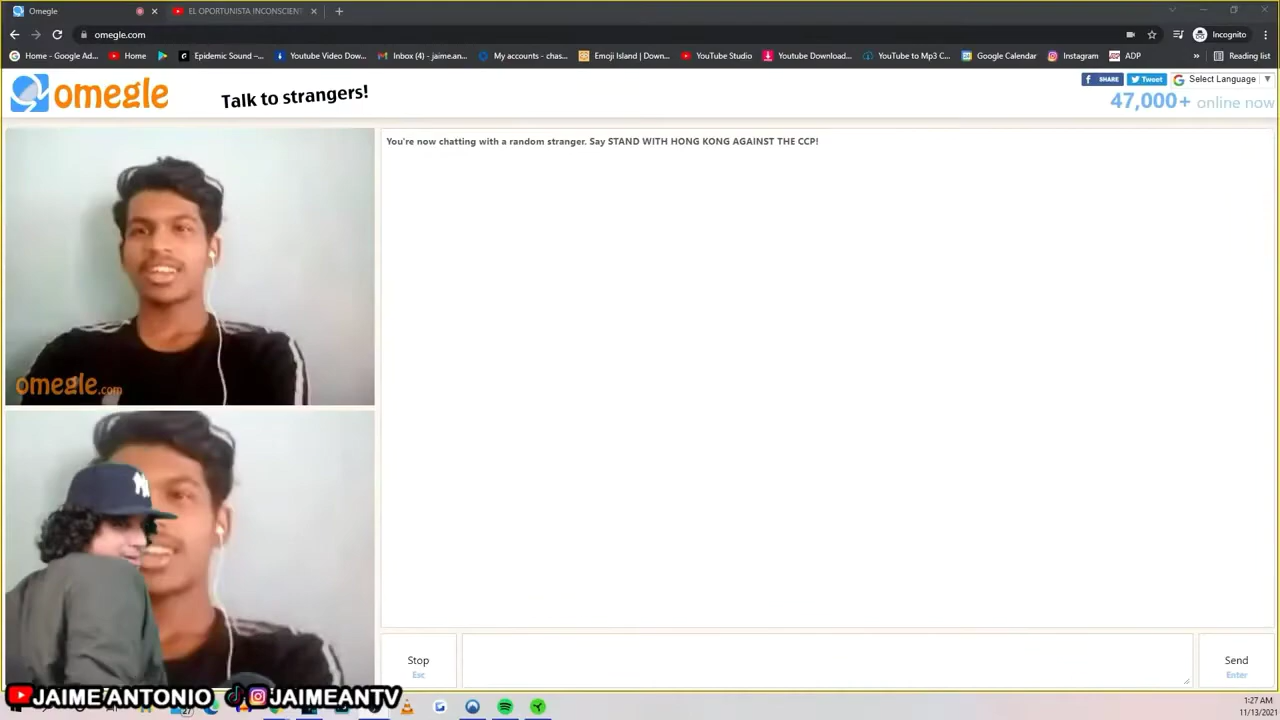 Omegle
EL OPORTUNISTA INCONSCIEN
omegle.com
Incognito
Home - Google Ad...
Home
Epidemic Sound –...
Youtube Video Dow...
Inbox (4) - jaime.an...
My accounts - chas...
Emoji Island | Down...
YouTube Studio
Youtube Download...
YouTube to Mp3 C...
Google Calendar
Instagram
ADP
»
Reading list
omegle
Talk to strangers!
SHARE
Tweet
Select Language
47,000+ online now
You're now chatting with a random stranger. Say STAND WITH HONG KONG AGAINST THE CCP!
omegle.com
NY
Stop
Esc
Send
Enter
JAIME ANTONIO
JAIMEANTV
27
1:27 AM
11/13/2021